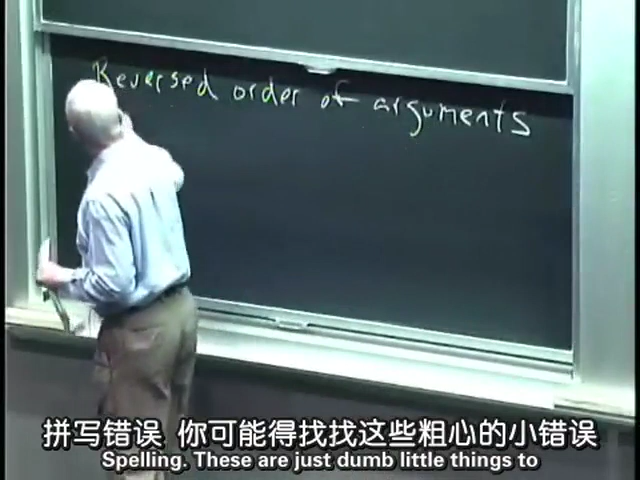 Reversed order of arguments
拼写错误 你可能得找找这些粗心的小错误
Spelling. These are just dumb little things to